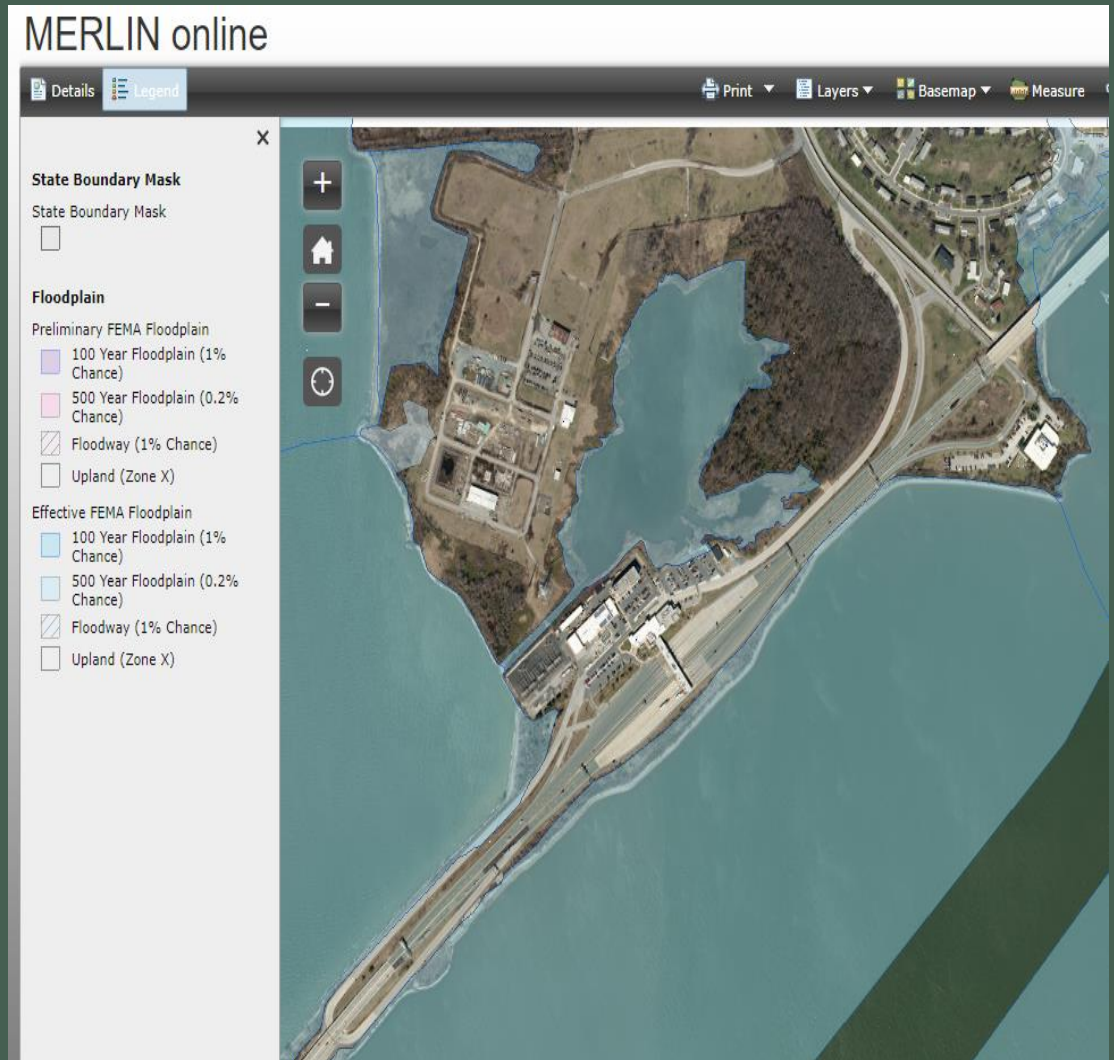 MERLIN online
Details Legend Print Layers Basemap Measure
X
State Boundary Mask
State Boundary Mask
Floodplain
Preliminary FEMA Floodplain
100 Year Floodplain (1%
Chance)
500 Year Floodplain (0.2%
Chance)
Floodway (1% Chance)
Upland (Zone X)
Effective FEMA Floodplain
100 Year Floodplain (1%
Chance)
500 Year Floodplain (0.2%
Chance)
Floodway (1% Chance)
Upland (Zone X)
+
−